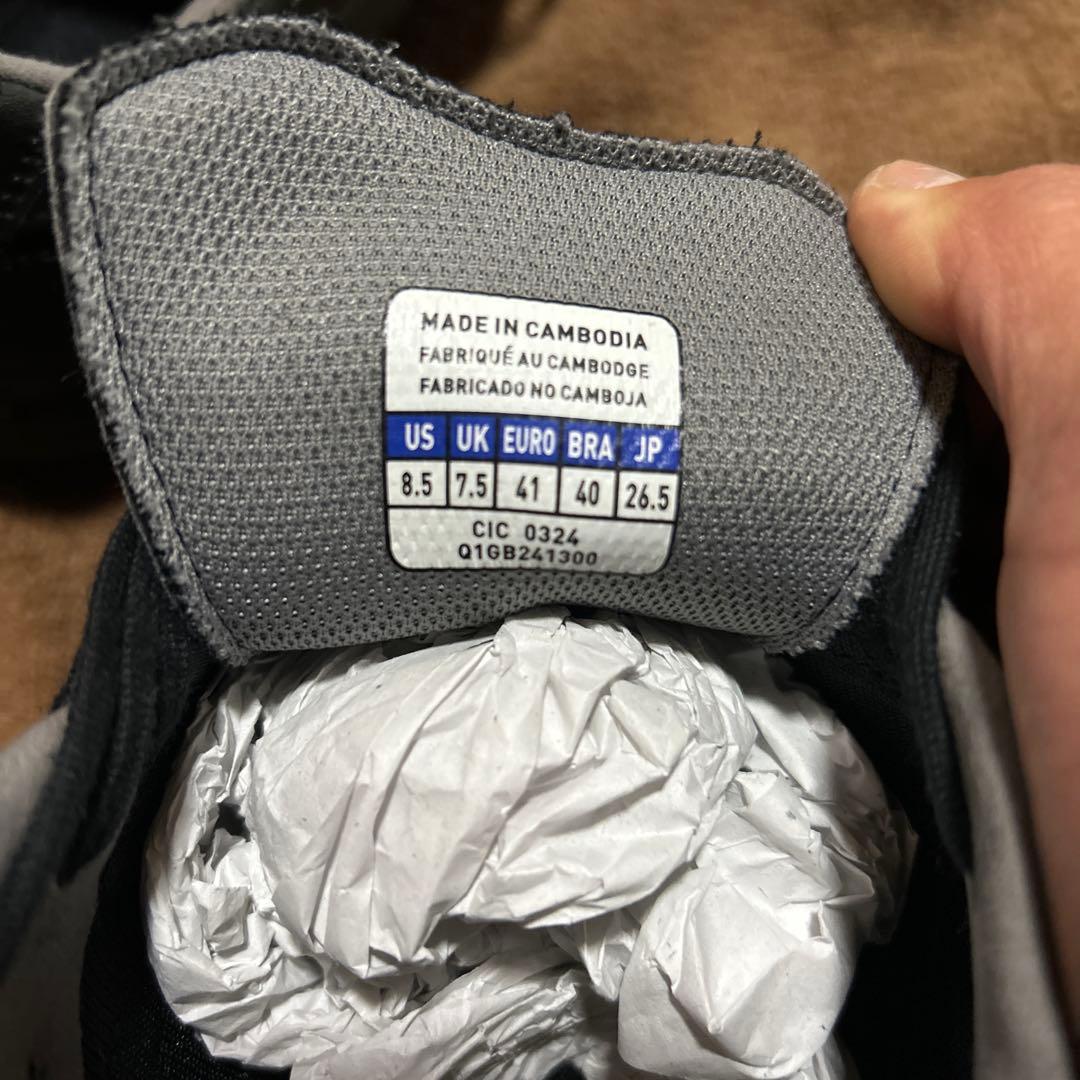 MADE IN CAMBODIA
FABRIQUÉ AU CAMBODGE
FABRICADO NO CAMBOJA
US UK EURO BRA JP
8.5 7.5 41 40 26.5
CIC 0324
Q1GB241300